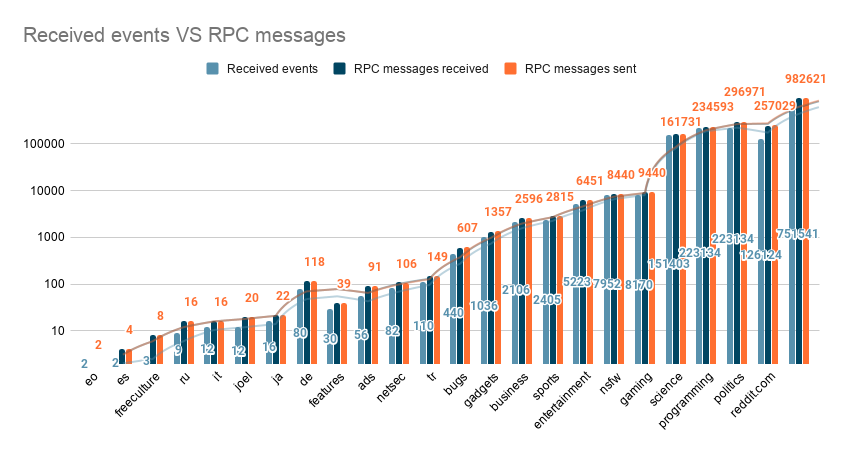 Received events VS RPC messages
Received events RPC messages received RPC messages sent
982621
296971
234593 257029
161731
100000
6451 8440 9440
10000
2596 2815
1357
607
1000
751541
223134 223134
126124
151403
5223 7952 8170
2405
2106
1036
440
118 149
91 106
39
100
16 16 20 22
8
4
2
10
110
82
56
30
80
16
12 12
9
3
2
2
eo
es
freeculture
ru
it
joel
ja
de
features
ads
netsec
tr
bugs
gadgets
business
sports
entertainment
nsfw
gaming
science
programming
politics
reddit.com